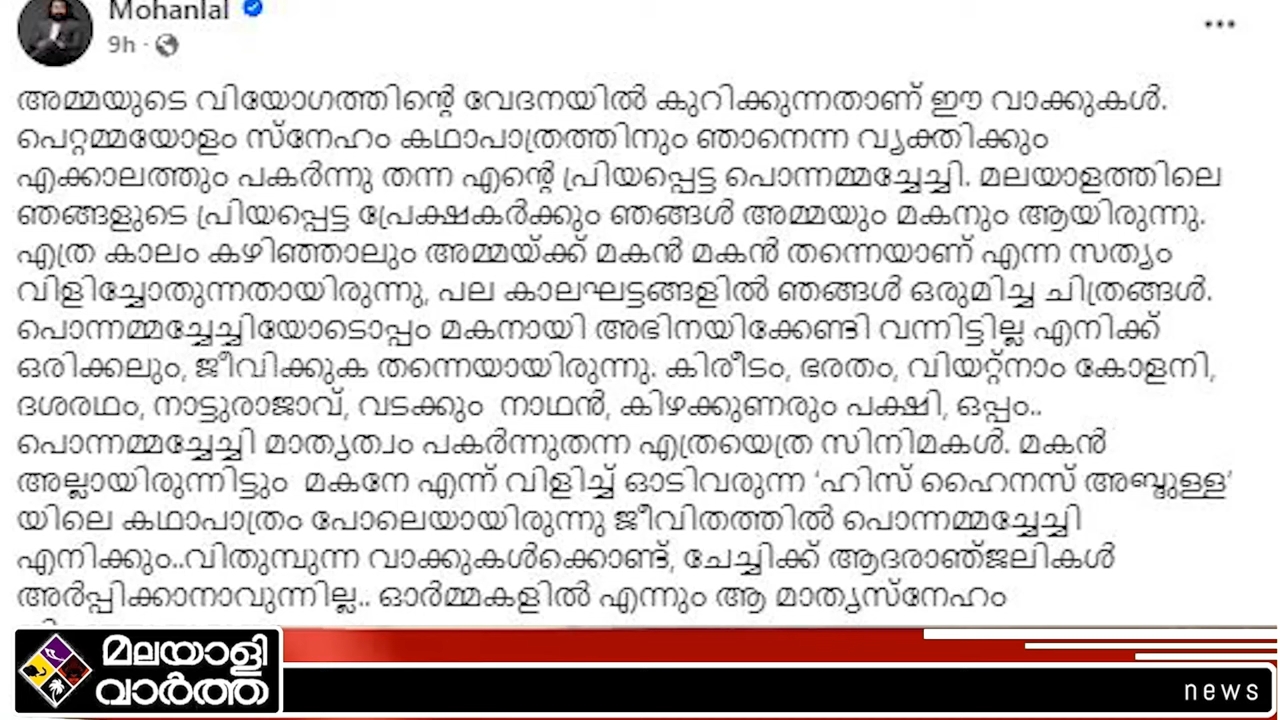 Mohanlal
9h ·
അമ്മയുടെ വിയോഗത്തിന്റെ വേദനയിൽ കുറിക്കുന്നതാണ് ഈ വാക്കുകൾ.
പെറ്റമ്മയോളം സ്നേഹം കഥാപാത്രത്തിനും ഞാനെന്ന വ്യക്തിക്കും
എക്കാലത്തും പകർന്നു തന്ന എന്റെ പ്രിയപ്പെട്ട പൊന്നമ്മച്ചേച്ചി. മലയാളത്തിലെ
ഞങ്ങളുടെ പ്രിയപ്പെട്ട പ്രേക്ഷകർക്കും ഞങ്ങൾ അമ്മയും മകനും ആയിരുന്നു.
എത്ര കാലം കഴിഞ്ഞാലും അമ്മയ്ക്ക് മകൻ മകൻ തന്നെയാണ് എന്ന സത്യം
വിളിച്ചോതുന്നതായിരുന്നു, പല കാലഘട്ടങ്ങളിൽ ഞങ്ങൾ ഒരുമിച്ച ചിത്രങ്ങൾ.
പൊന്നമ്മച്ചേച്ചിയോടൊപ്പം മകനായി അഭിനയിക്കേണ്ടി വന്നിട്ടില്ല എനിക്ക്
ഒരിക്കലും, ജീവിക്കുക തന്നെയായിരുന്നു. കിരീടം, ഭരതം, വിയറ്റ്നാം കോളനി,
ദശരഥം, നാട്ടുരാജാവ്, വടക്കും നാഥൻ, കിഴക്കുണരും പക്ഷി, ഒപ്പം..
പൊന്നമ്മച്ചേച്ചി മാതൃത്വം പകർന്നുതന്ന എത്രയെത്ര സിനിമകൾ. മകൻ
അല്ലായിരുന്നിട്ടും മകനേ എന്ന് വിളിച്ച് ഓടിവരുന്ന 'ഹിസ് ഹൈനസ് അബ്ദുള്ള'
യിലെ കഥാപാത്രം പോലെയായിരുന്നു ജീവിതത്തിൽ പൊന്നമ്മച്ചേച്ചി
എനിക്കും..വിതുമ്പുന്ന വാക്കുകൾക്കൊണ്ട്, ചേച്ചിക്ക് ആദരാഞ്ജലികൾ
അർപ്പിക്കാനാവുന്നില്ല.. ഓർമ്മകളിൽ എന്നും ആ മാതൃസ്നേഹം
മലയാളി
വാർത്ത
news